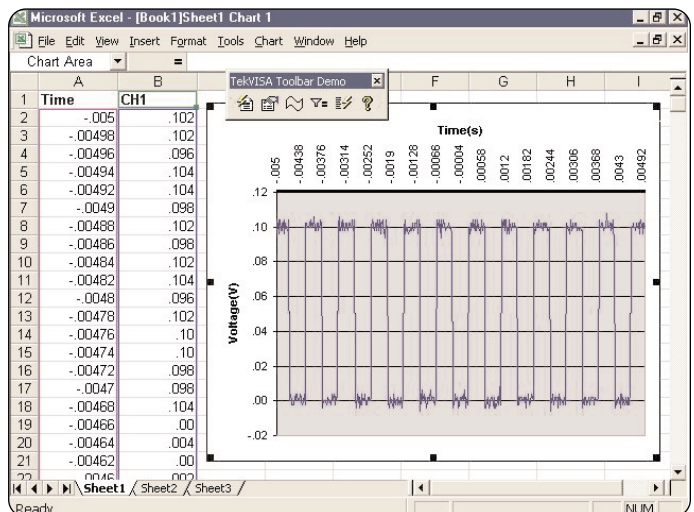 Microsoft Excel - [Book1]Sheet1 Chart 1
File Edit View Insert Format Tools Chart Window Help
Chart Area =
TekVISA Toolbar Demo
A B F G H I
1 Time CH1
2 -.005 .102
3 -.00498 .102
4 -.00496 .096
5 -.00494 .104
6 -.00492 .104
7 -.0049 .098
8 -.00488 .102
9 -.00486 .098
10 -.00484 .102
11 -.00482 .104
12 -.0048 .096
13 -.00478 .102
14 -.00476 .10
15 -.00474 .10
16 -.00472 .098
17 -.0047 .098
18 -.00468 .104
19 -.00466 .00
20 -.00464 .004
21 -.00462 .00
22 -.0046 .002
Time(s)
-.005 -.00438 -.00376 -.00314 -.00252 -.0019 -.00128 -.00066 -.00004 .00058 .0012 .00182 .00244 .00306 .00368 .0043 .00492
Voltage(V)
.12
.10
.08
.06
.04
.02
.00
-.02
Sheet1 Sheet2 Sheet3
Ready NUM